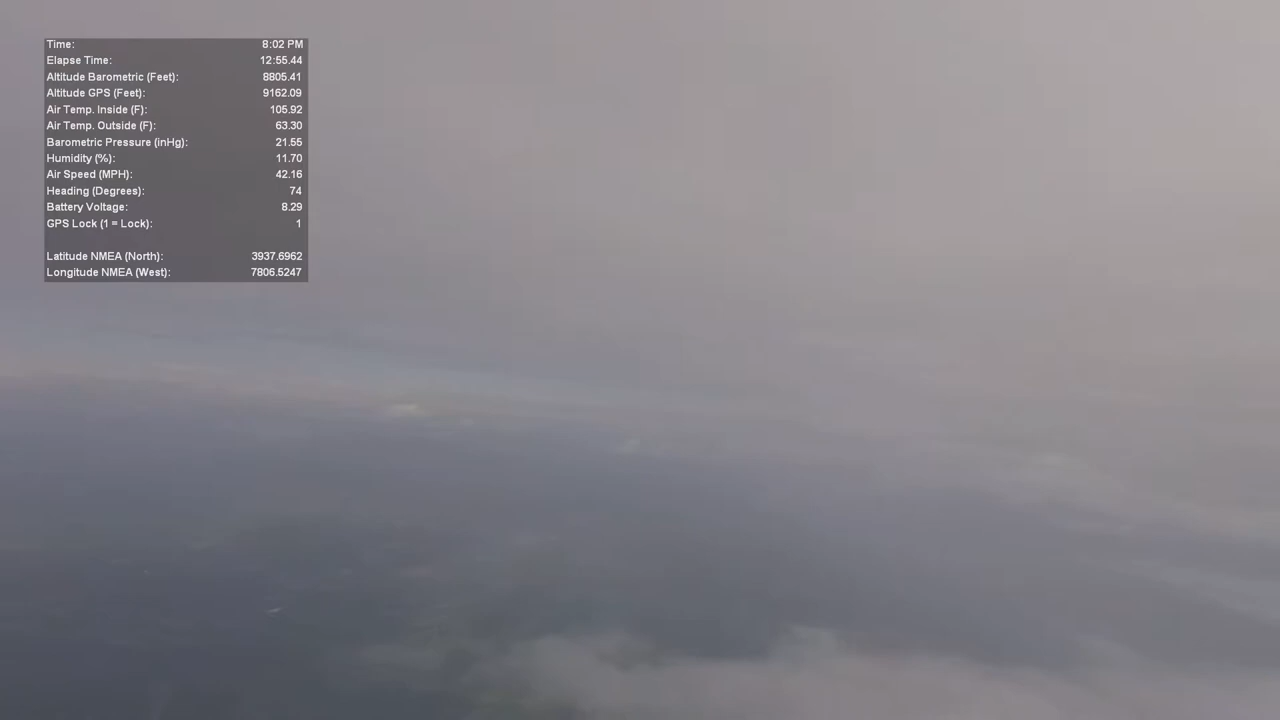 Time: 8:02 PM
Elapse Time: 12:55.44
Altitude Barometric (Feet): 8805.41
Altitude GPS (Feet): 9162.09
Air Temp. Inside (F): 105.92
Air Temp. Outside (F): 63.30
Barometric Pressure (inHg): 21.55
Humidity (%): 11.70
Air Speed (MPH): 42.16
Heading (Degrees): 74
Battery Voltage: 8.29
GPS Lock (1 = Lock): 1
Latitude NMEA (North): 3937.6962
Longitude NMEA (West): 7806.5247